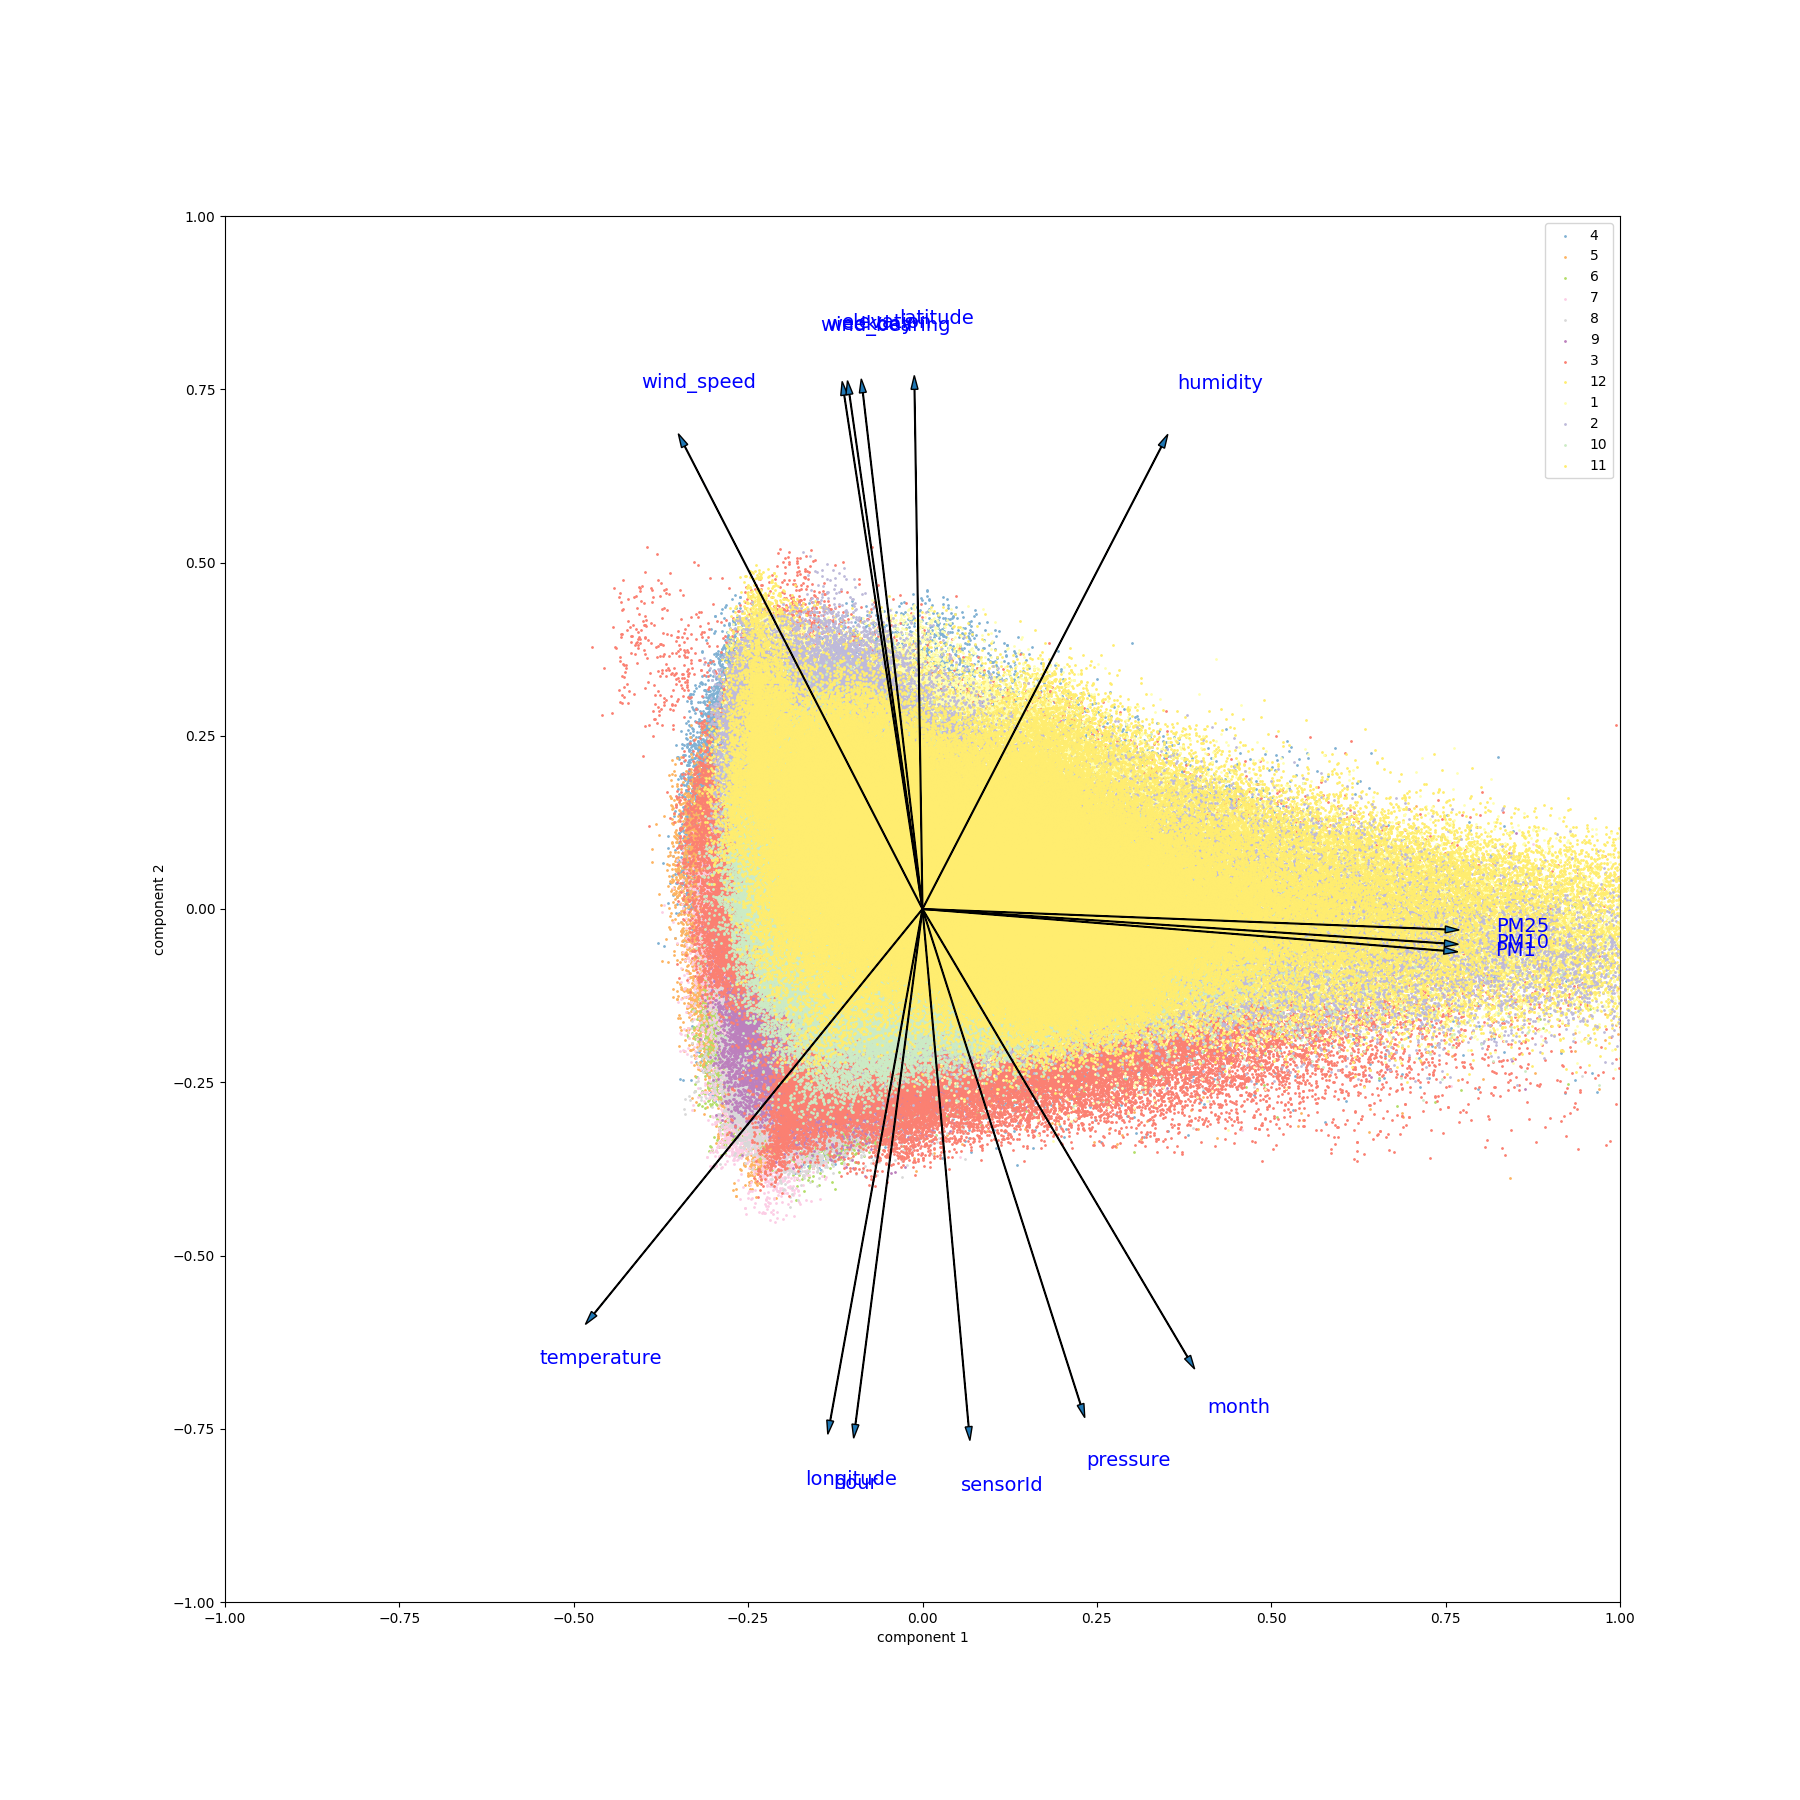 1.00
0.75
0.50
0.25
0.00
−0.25
−0.50
−0.75
−1.00
component 2
4
5
6
7
8
9
3
12
1
2
10
11
latitude
wind_bearing
wind_speed
humidity
PM25
PM10
PM1
temperature
month
pressure
longitude
hour
sensorId
−1.00
−0.75
−0.50
−0.25
0.00
0.25
0.50
0.75
1.00
component 1